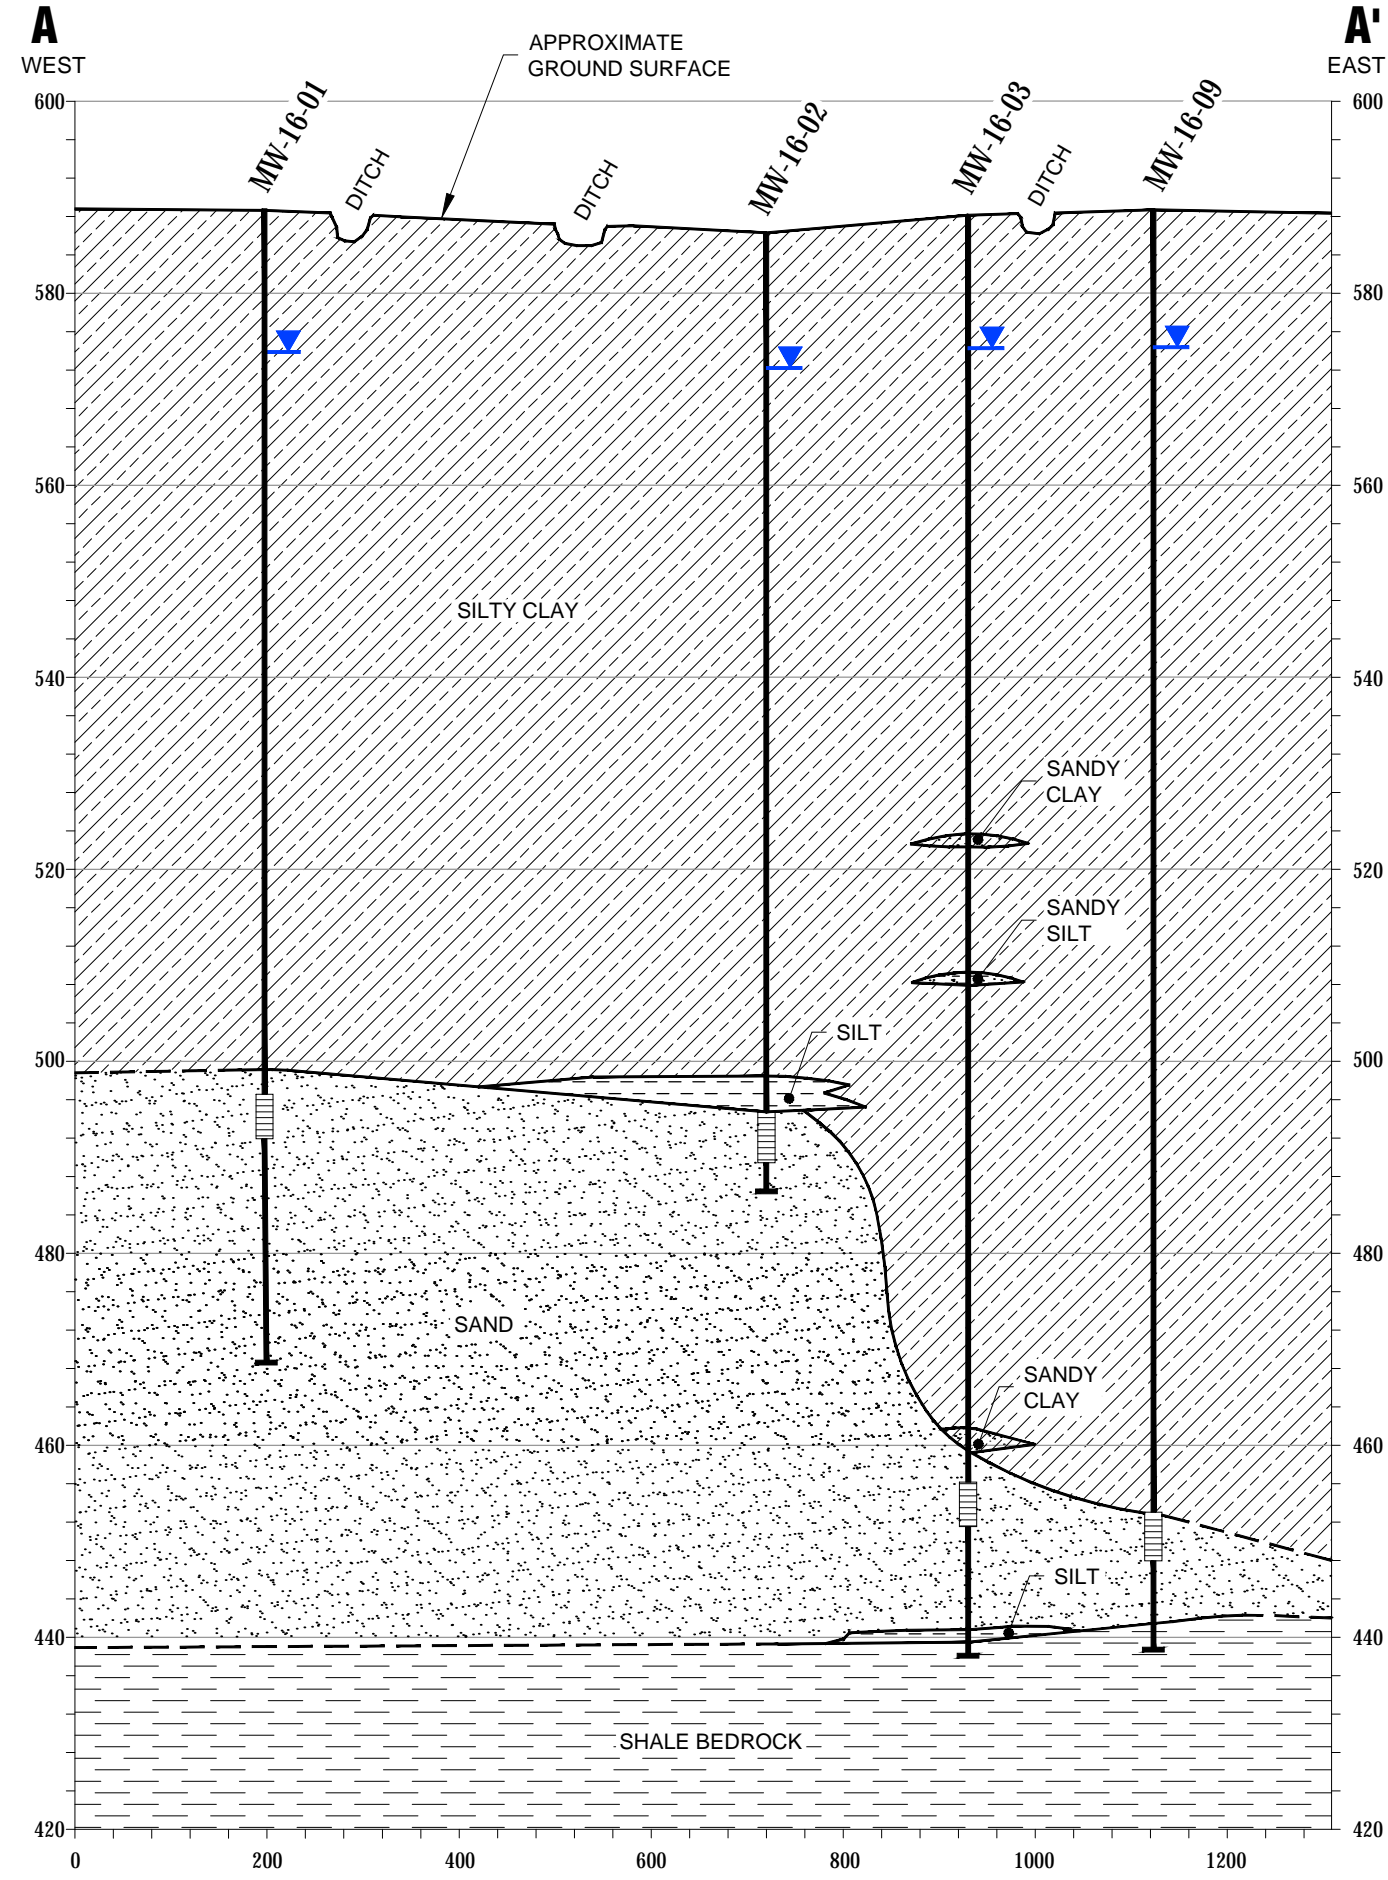 A
WEST
A'
EAST
APPROXIMATE
GROUND SURFACE
MW-16-01
DITCH
DITCH
MW-16-02
MW-16-03
DITCH
MW-16-09
600
600
580
580
560
560
SILTY CLAY
540
540
SANDY
CLAY
520
520
SANDY
SILT
SILT
500
500
480
480
SAND
SANDY
CLAY
460
460
SILT
440
440
SHALE BEDROCK
420
420
0
200
400
600
800
1000
1200